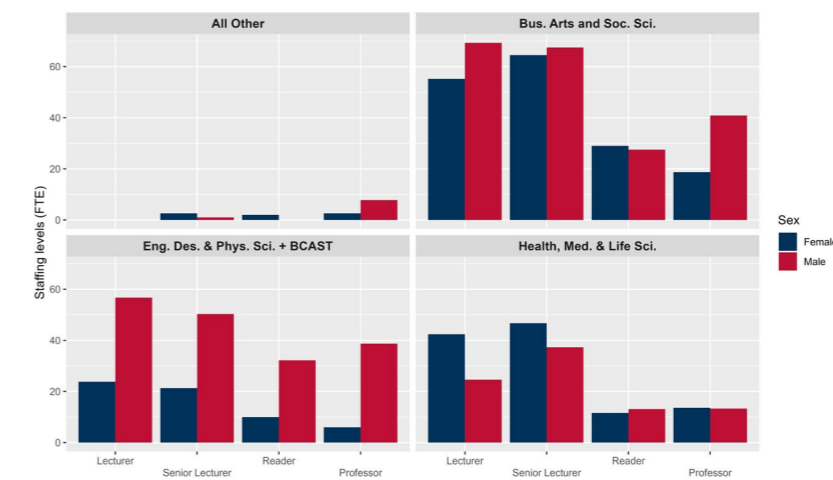 All Other
Bus. Arts and Soc. Sci.
60
40
20
0
Staffing levels (FTE)
Eng. Des. & Phys. Sci. + BCAST
Health, Med. & Life Sci.
60
40
20
0
Lecturer
Senior Lecturer
Reader
Professor
Lecturer
Senior Lecturer
Reader
Professor
Sex
Female
Male